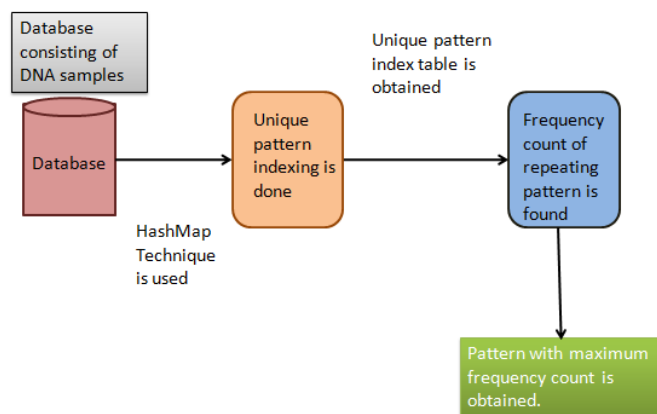 Database
consisting of
DNA samples
Database
HashMap
Technique
is used
Unique
pattern
indexing is
done
Unique pattern
index table is
obtained
Frequency
count of
repeating
pattern is
found
Pattern with maximum
frequency count is
obtained.